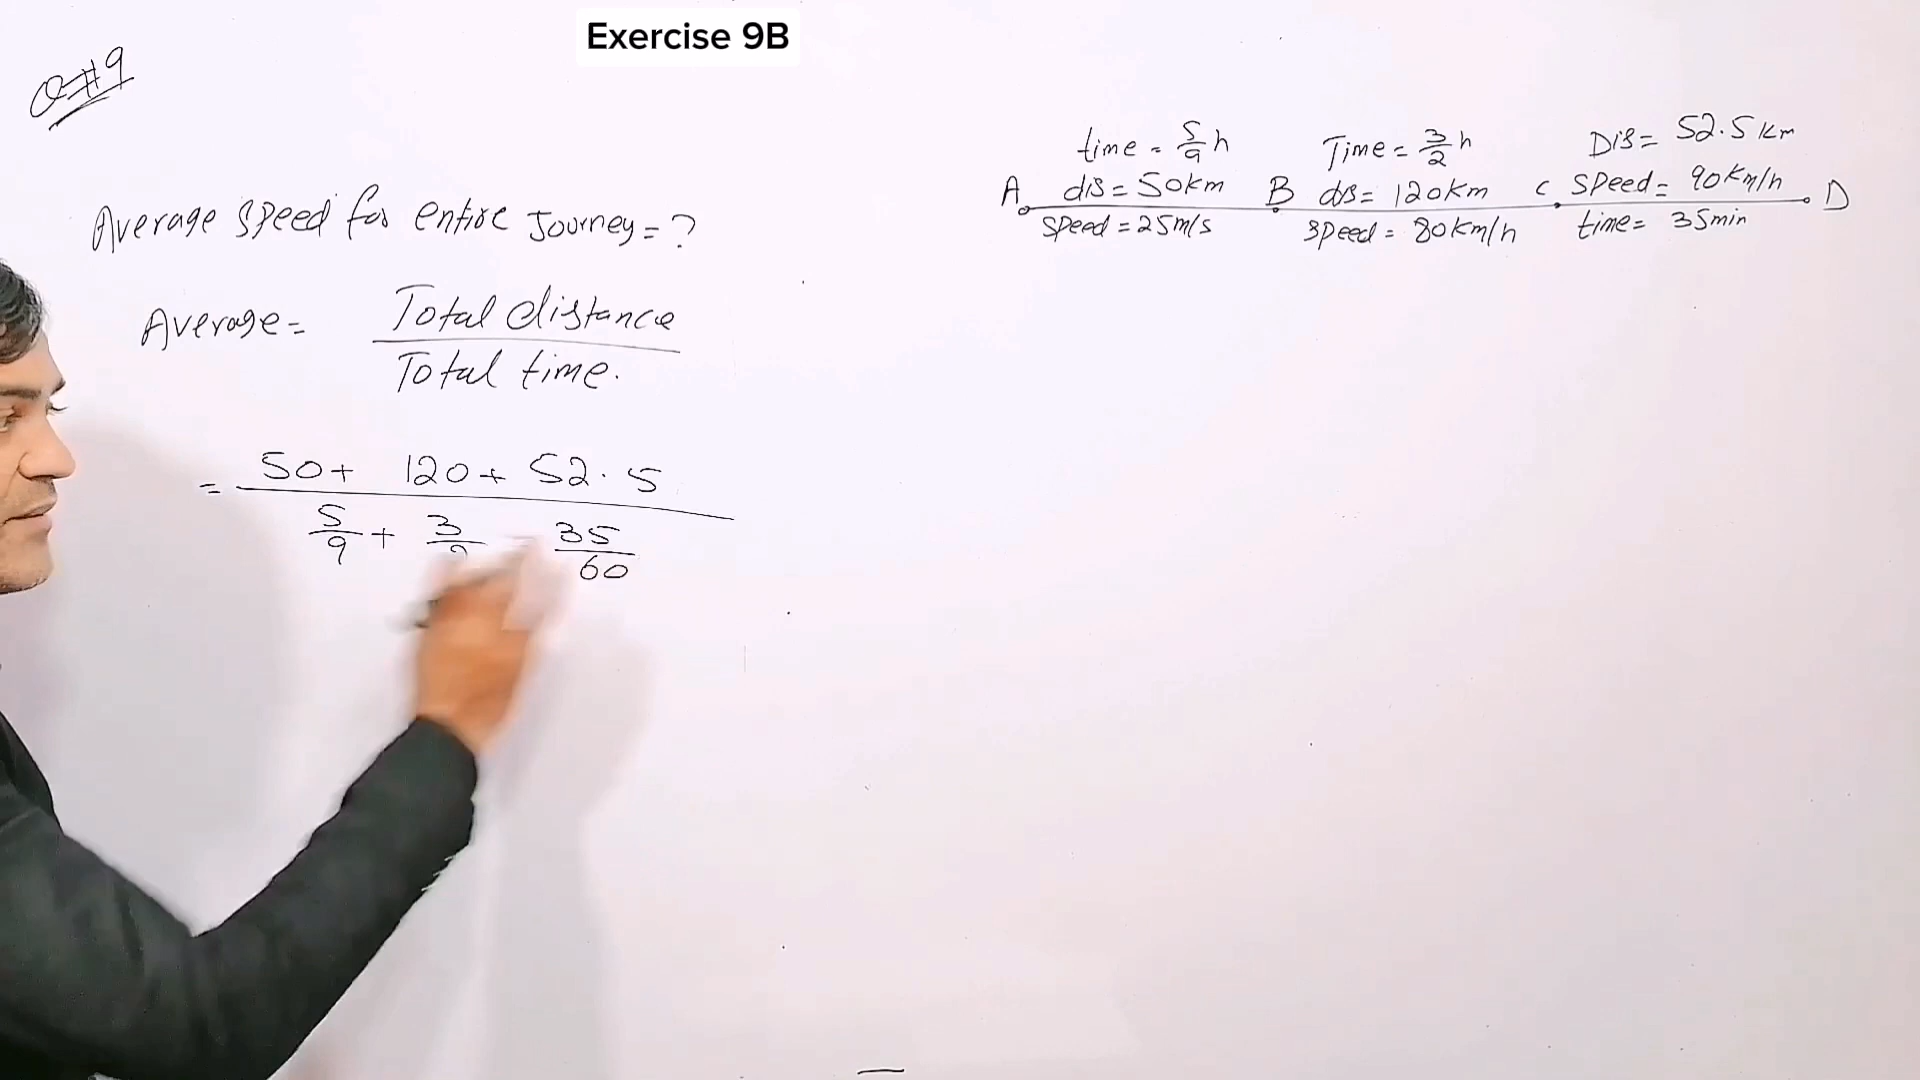 Exercise 9B
Q#9
time = 5/9 h Time = 3/2 h Dis = 52.5 km
A dis = 50km B dis = 120km C speed = 90km/h D
speed = 25m/s speed = 80km/h time = 35min
Average speed for entire Journey = ?
Average = Total distance
Total time.
= 50 + 120 + 52.5
5/9 + 3/ 35/60